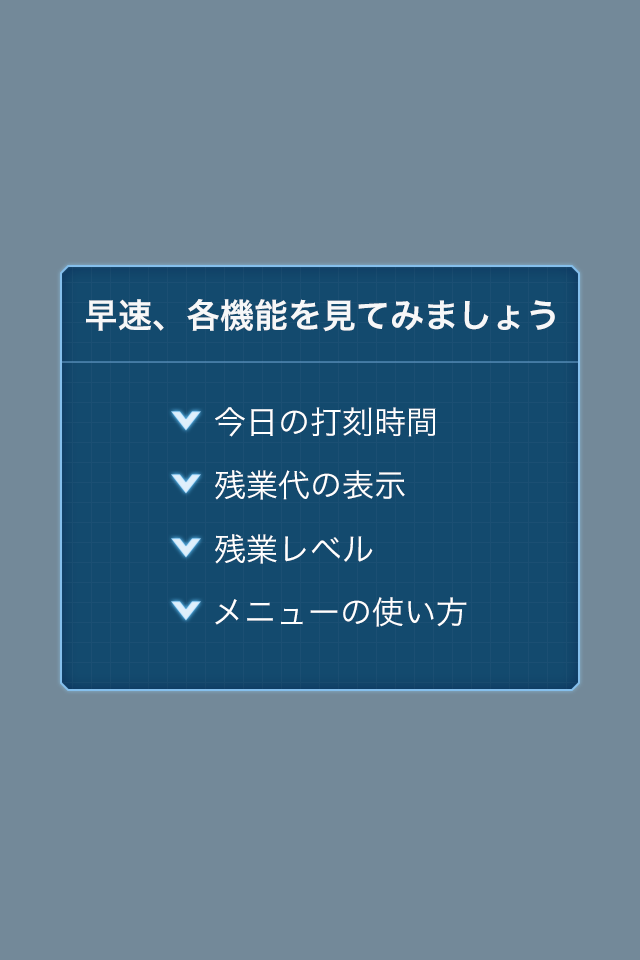 早速、各機能を見てみましょう
今日の打刻時間
残業代の表示
残業レベル
メニューの使い方